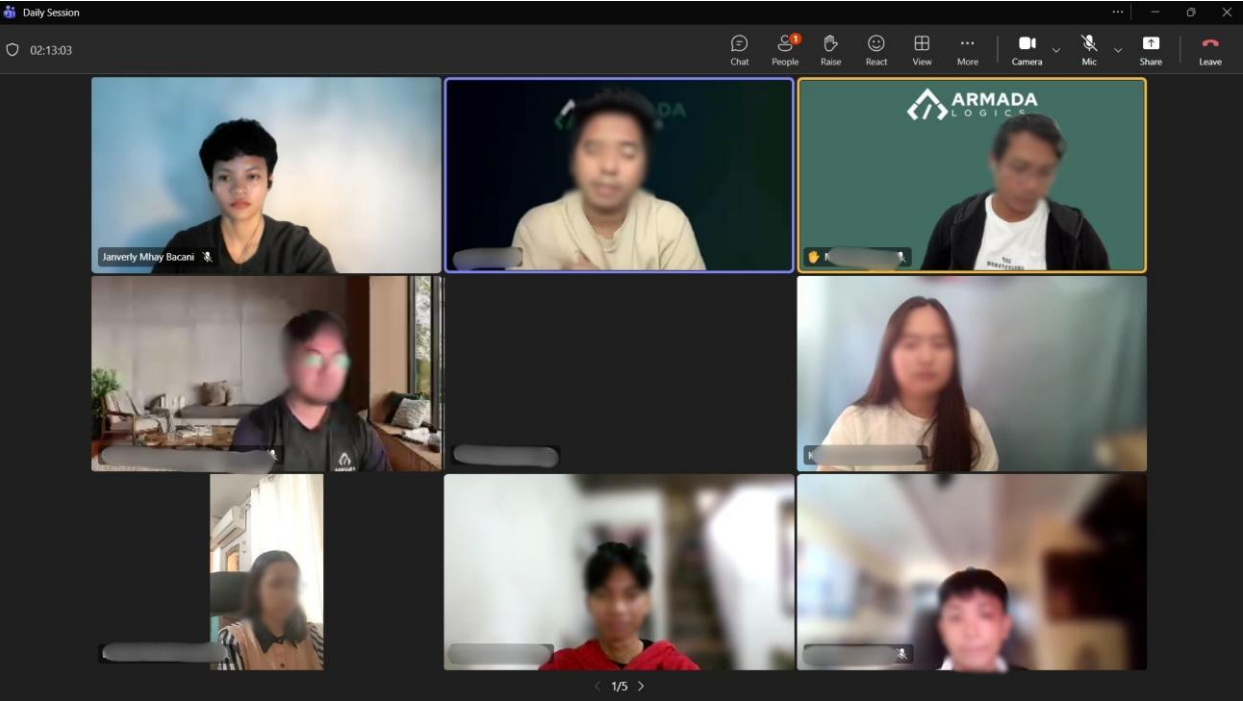 Daily Session
02:13:03
1
Chat People Raise React View More Camera Mic Share Leave
ARMADA
LOGICS
Janverly Mhay Bacani
1/5